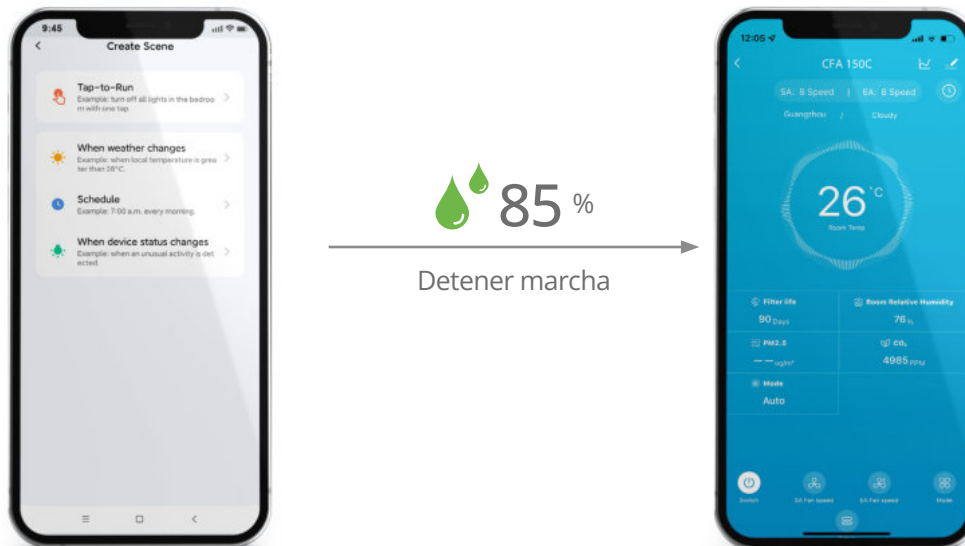 9:45
Create Scene
Tap-to-Run
Example: turn off all lights in the bedroo
m with one tap.
When weather changes
Example: when local temperature is grea
ter than 28°C.
Schedule
Example: 7:00 a.m. every morning.
When device status changes
Example: when an unusual activity is det
ected.
85 %
Detener marcha
12:05
CFA 150C
SA: 8 Speed | EA: 8 Speed
Guangzhou / Cloudy
26 °C
Room Temp
Filter life
90 Days
Room Relative Humidity
76 %
PM2.5
-- ug/m³
CO₂
4985 PPM
Mode
Auto
Switch
SA Fan speed
EA Fan speed
Mode